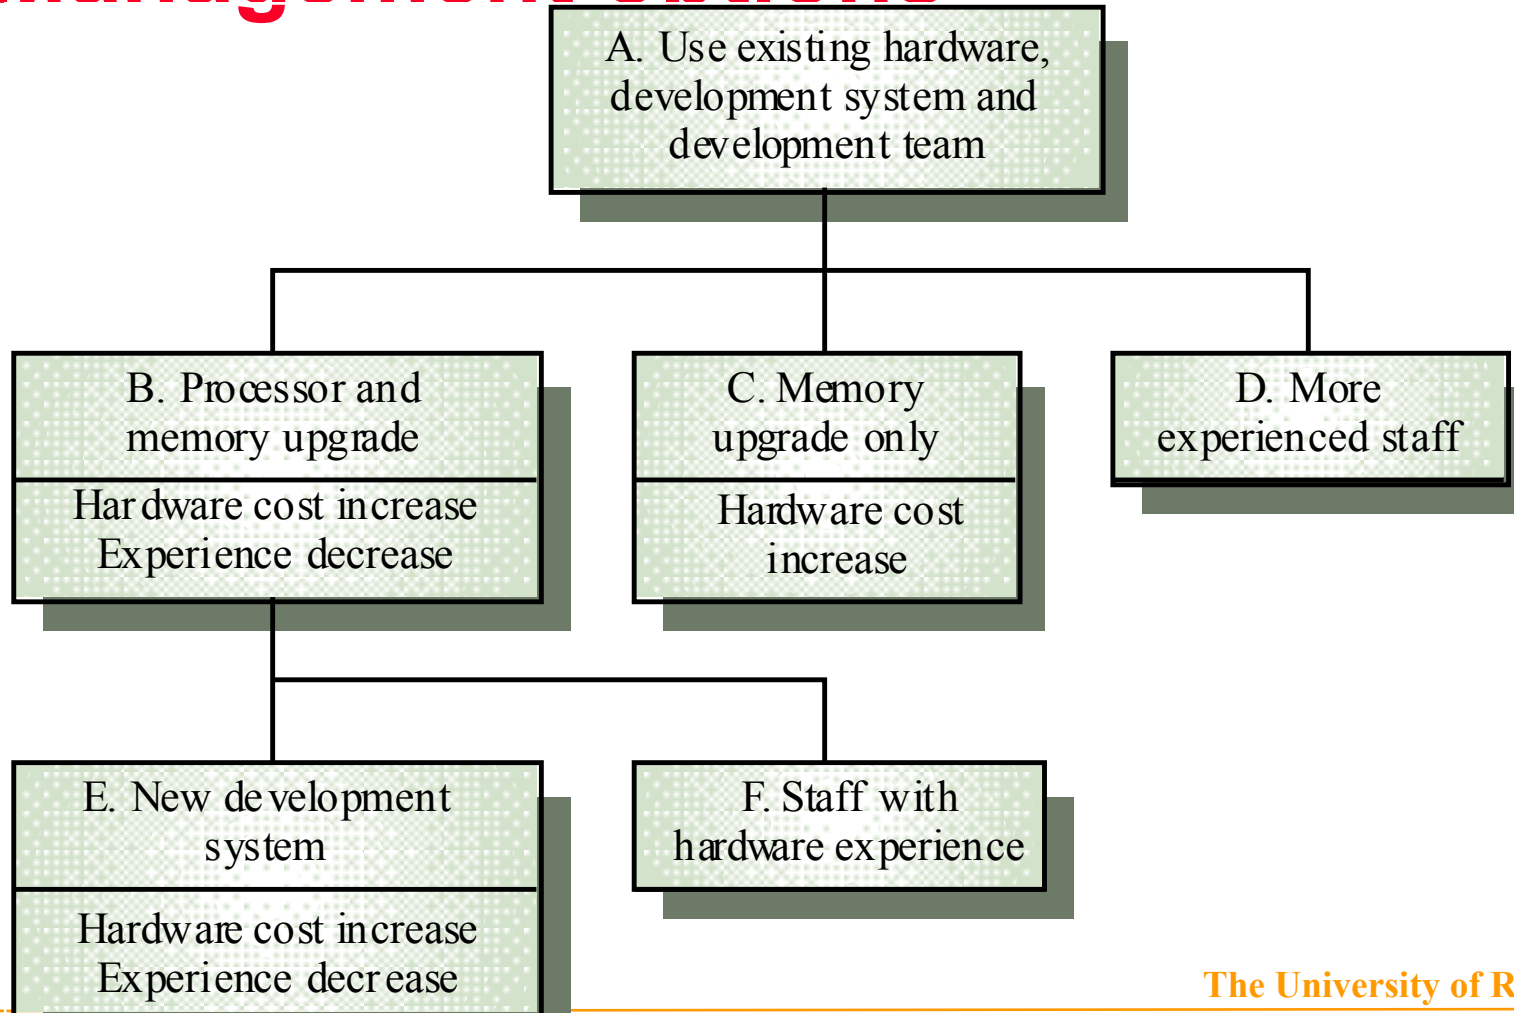 A. Use existing hardware,
development system and
development team
B. Processor and
memory upgrade
Hardware cost increase
Experience decrease
C. Memory
upgrade only
Hardware cost
increase
D. More
experienced staff
E. New development
system
Hardware cost increase
Experience decrease
F. Staff with
hardware experience
The University of R